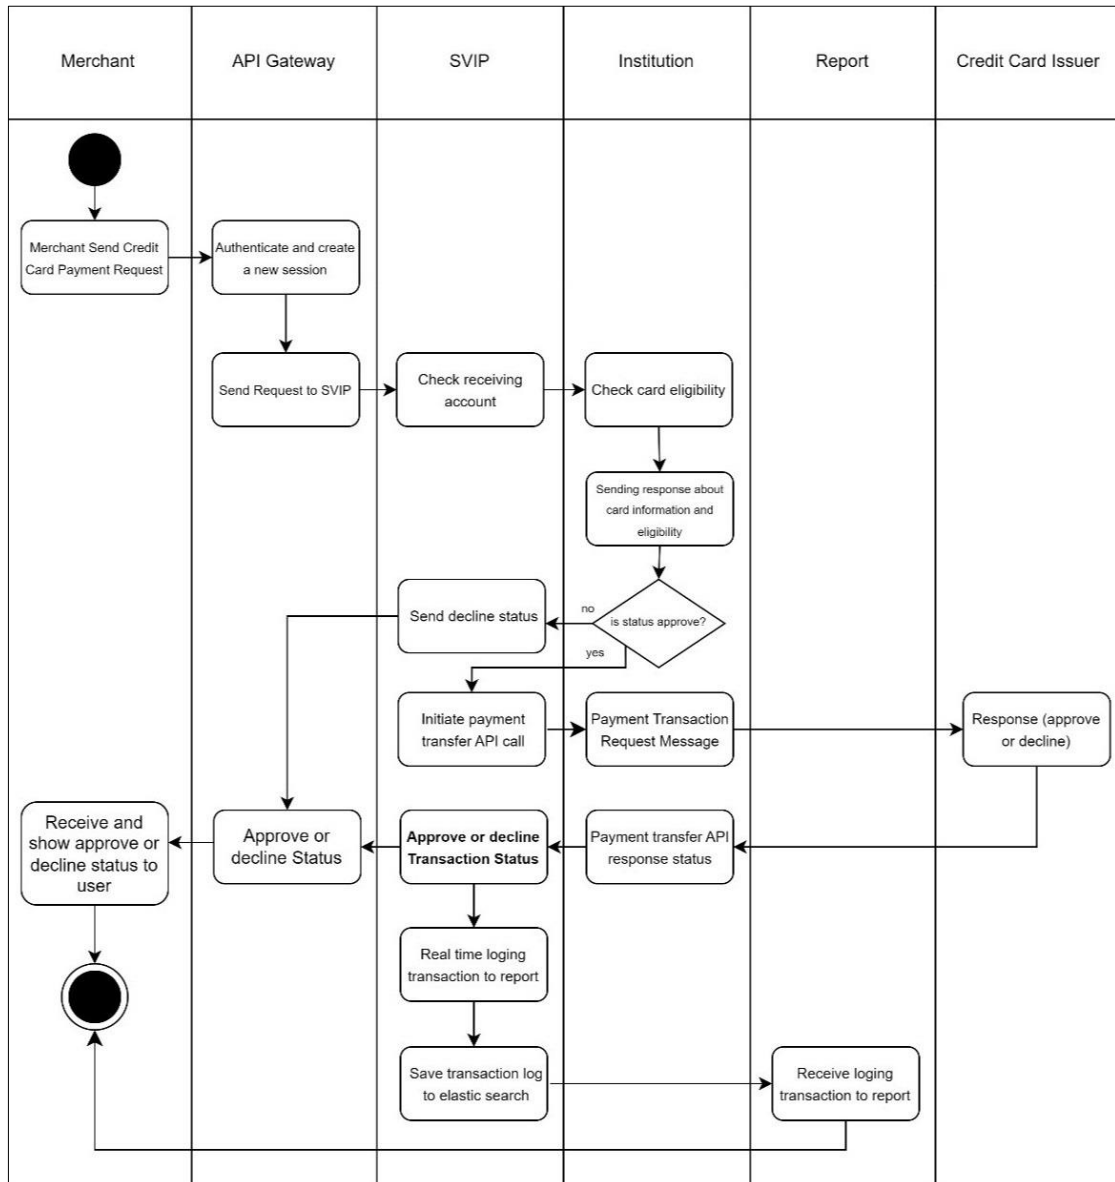 Merchant
API Gateway
SVIP
Institution
Report
Credit Card Issuer
Merchant Send Credit
Card Payment Request
Authenticate and create
a new session
Send Request to SVIP
Check receiving
account
Check card eligibility
Sending response about
card information and
eligibility
Send decline status
no
is status approve?
yes
Initiate payment
transfer API call
Payment Transaction
Request Message
Response (approve
or decline)
Receive and
show approve or
decline status to
user
Approve or
decline Status
Approve or decline
Transaction Status
Payment transfer API
response status
Real time loging
transaction to report
Save transaction log
to elastic search
Receive loging
transaction to report